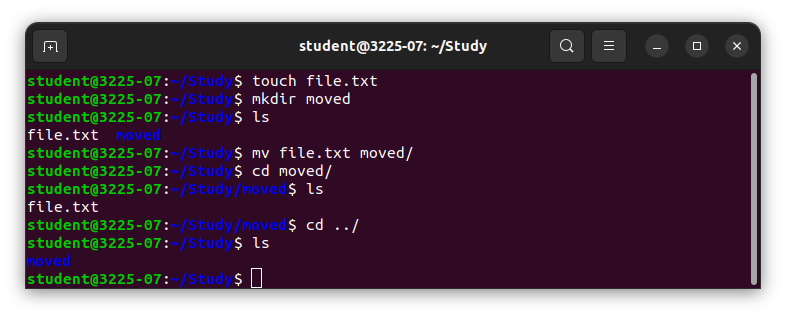 student@3225-07: ~/Study
student@3225-07:~/Study$ touch file.txt
student@3225-07:~/Study$ mkdir moved
student@3225-07:~/Study$ ls
file.txt  moved
student@3225-07:~/Study$ mv file.txt moved/
student@3225-07:~/Study$ cd moved/
student@3225-07:~/Study/moved$ ls
file.txt
student@3225-07:~/Study/moved$ cd ../
student@3225-07:~/Study$ ls
moved
student@3225-07:~/Study$